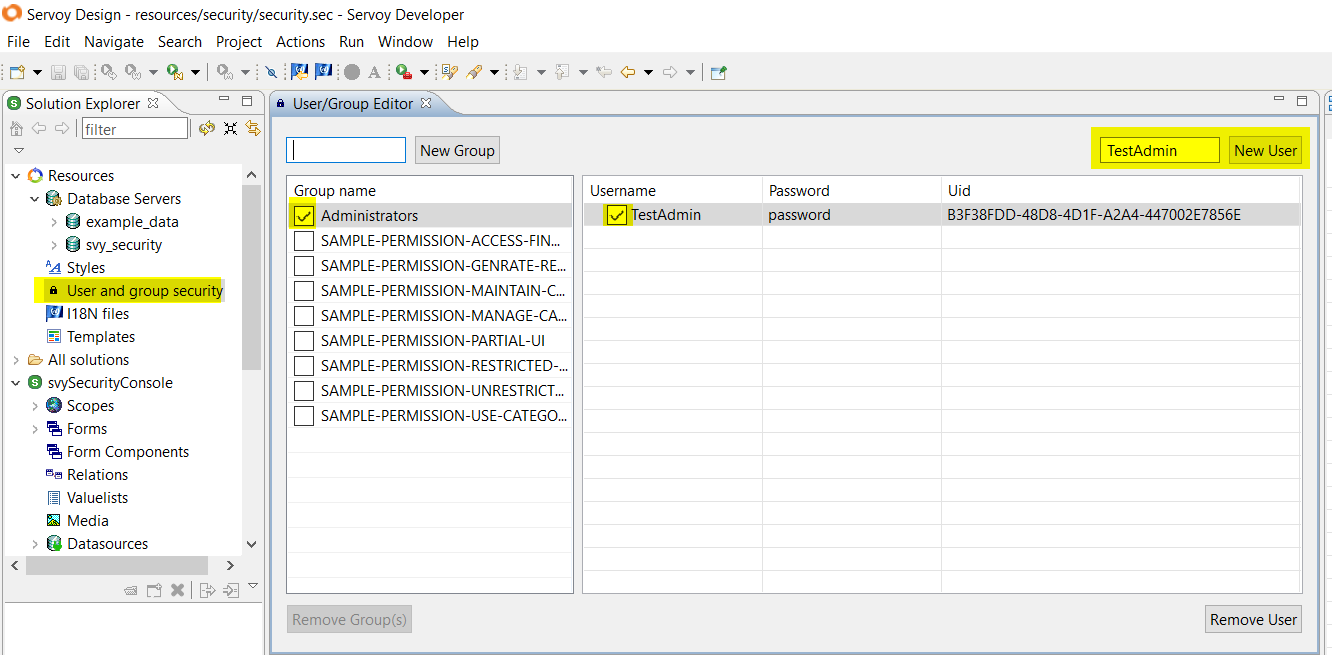 Servoy Design - resources/security/security.sec - Servoy Developer
File Edit Navigate Search Project Actions Run Window Help
Solution Explorer
filter
Resources
Database Servers
example_data
svy_security
Styles
User and group security
I18N files
Templates
All solutions
svySecurityConsole
Scopes
Forms
Form Components
Relations
Valuelists
Media
Datasources
User/Group Editor
New Group
TestAdmin
New User
Group name
Administrators
SAMPLE-PERMISSION-ACCESS-FIN...
SAMPLE-PERMISSION-GENRATE-RE...
SAMPLE-PERMISSION-MAINTAIN-C...
SAMPLE-PERMISSION-MANAGE-CA...
SAMPLE-PERMISSION-PARTIAL-UI
SAMPLE-PERMISSION-RESTRICTED-...
SAMPLE-PERMISSION-UNRESTRICT...
SAMPLE-PERMISSION-USE-CATEGO...
Username Password Uid
TestAdmin password B3F38FDD-48D8-4D1F-A2A4-447002E7856E
Remove Group(s)
Remove User